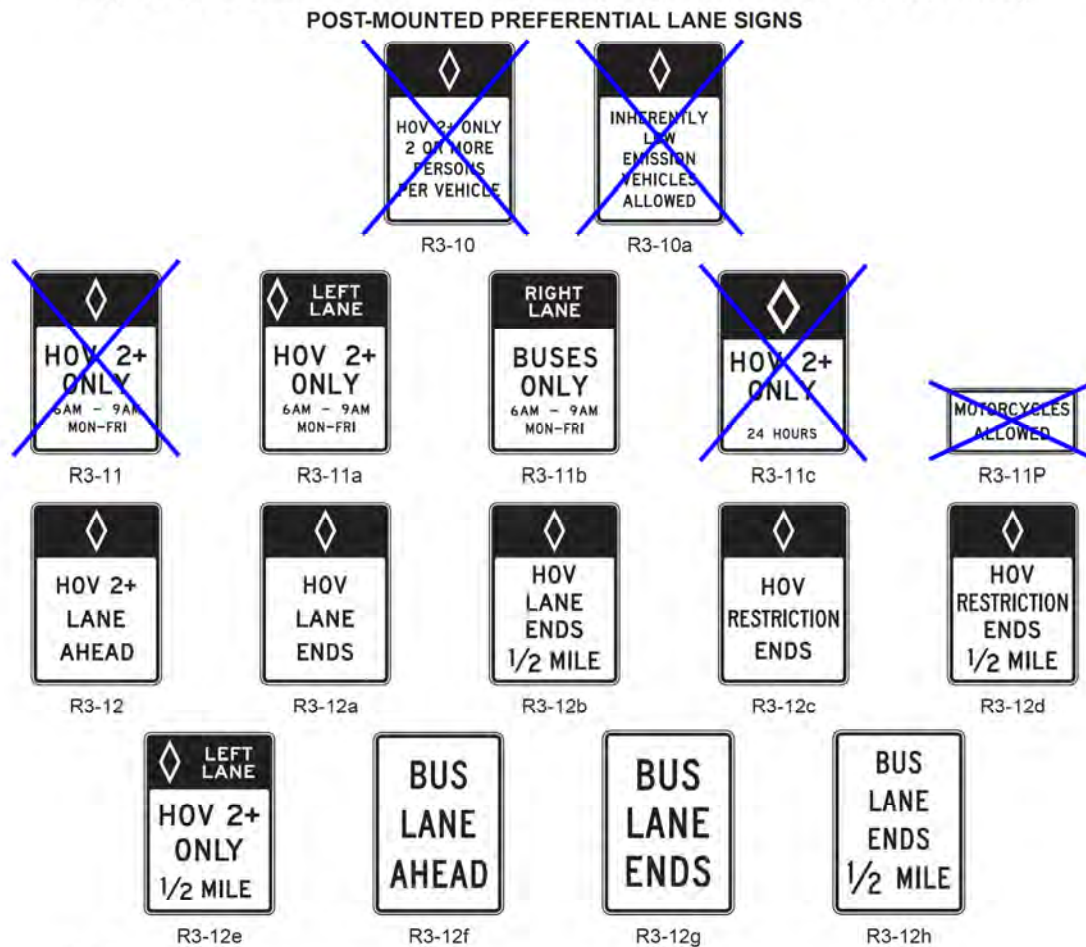 POST-MOUNTED PREFERENTIAL LANE SIGNS
HOV 2+ ONLY
2 OR MORE
PERSONS
PER VEHICLE
R3-10
INHERENTLY
LOW
EMISSION
VEHICLES
ALLOWED
R3-10a
HOV 2+
ONLY
6AM – 9AM
MON-FRI
R3-11
LEFT
LANE
HOV 2+
ONLY
6AM – 9AM
MON-FRI
R3-11a
RIGHT
LANE
BUSES
ONLY
6AM – 9AM
MON-FRI
R3-11b
HOV 2+
ONLY
24 HOURS
R3-11c
MOTORCYCLES
ALLOWED
R3-11P
HOV 2+
LANE
AHEAD
R3-12
HOV
LANE
ENDS
R3-12a
HOV
LANE
ENDS
1/2 MILE
R3-12b
HOV
RESTRICTION
ENDS
R3-12c
HOV
RESTRICTION
ENDS
1/2 MILE
R3-12d
LEFT
LANE
HOV 2+
ONLY
1/2 MILE
R3-12e
BUS
LANE
AHEAD
R3-12f
BUS
LANE
ENDS
R3-12g
BUS
LANE
ENDS
1/2 MILE
R3-12h